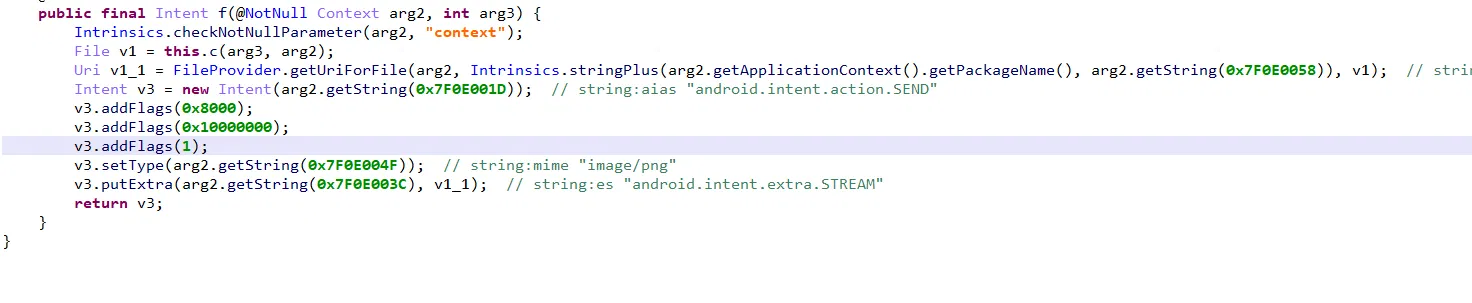 public final Intent f(@NotNull Context arg2, int arg3) {
Intrinsics.checkNotNullParameter(arg2, "context");
File v1 = this.c(arg3, arg2);
Uri v1_1 = FileProvider.getUriForFile(arg2, Intrinsics.stringPlus(arg2.getApplicationContext().getPackageName(), arg2.getString(0x7F0E0058)), v1);  // strin
Intent v3 = new Intent(arg2.getString(0x7F0E001D));  // string:aias "android.intent.action.SEND"
v3.addFlags(0x8000);
v3.addFlags(0x10000000);
v3.addFlags(1);
v3.setType(arg2.getString(0x7F0E004F));  // string:mime "image/png"
v3.putExtra(arg2.getString(0x7F0E003C), v1_1);  // string:es "android.intent.extra.STREAM"
return v3;
}
}